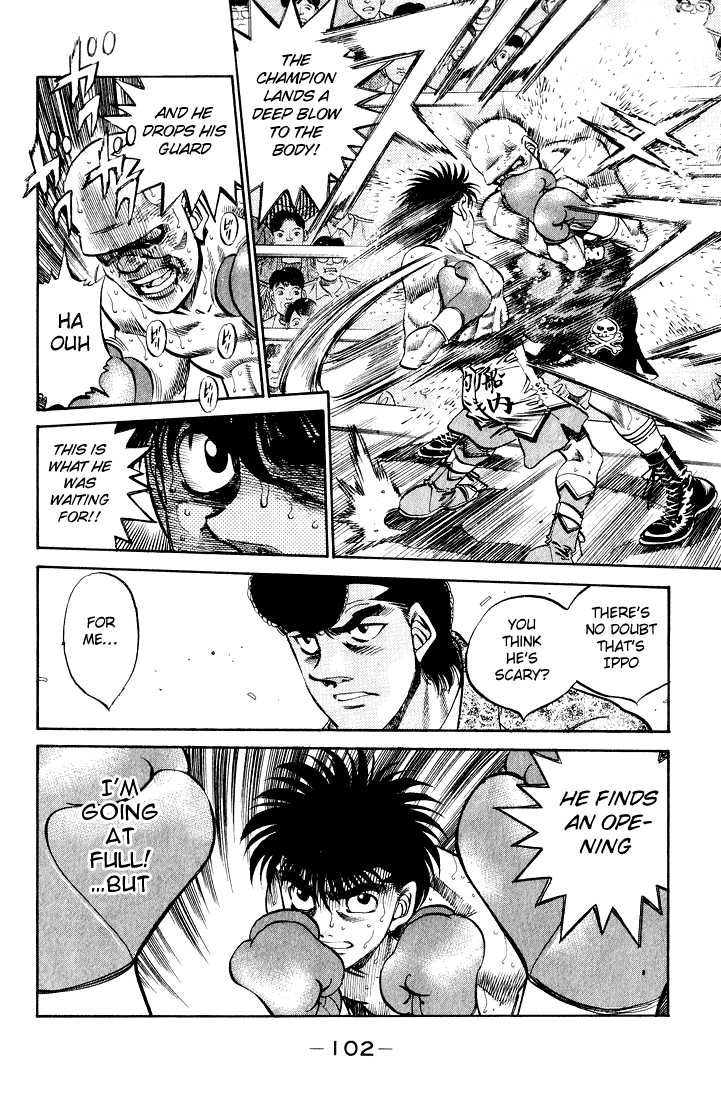 THE
CHAMPION
LANDS A
DEEP BLOW
TO THE
BODY!
AND HE
DROPS HIS
GUARD
HA
OUH
THIS IS
WHAT HE
WAS
WAITING
FOR!!
THERE'S
NO DOUBT
THAT'S
IPPO
YOU
THINK
HE'S
SCARY?
FOR
ME...
HE FINDS
AN OPE-
NING
I'M
GOING
AT
FULL!
...BUT
-102-